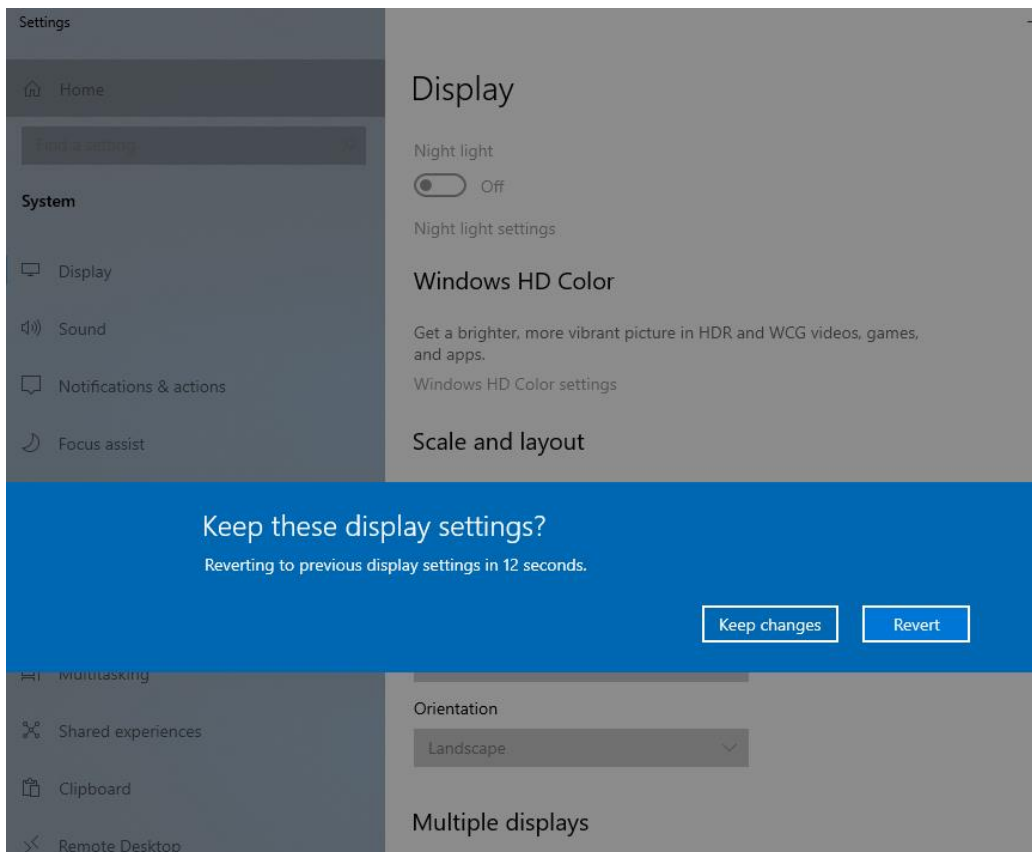 Settings
Home
Find a setting
System
Display
Sound
Notifications & actions
Focus assist
Display
Night light
Off
Night light settings
Windows HD Color
Get a brighter, more vibrant picture in HDR and WCG videos, games,
and apps.
Windows HD Color settings
Scale and layout
Keep these display settings?
Reverting to previous display settings in 12 seconds.
Keep changes
Revert
Multitasking
Shared experiences
Clipboard
Remote Desktop
Orientation
Landscape
Multiple displays